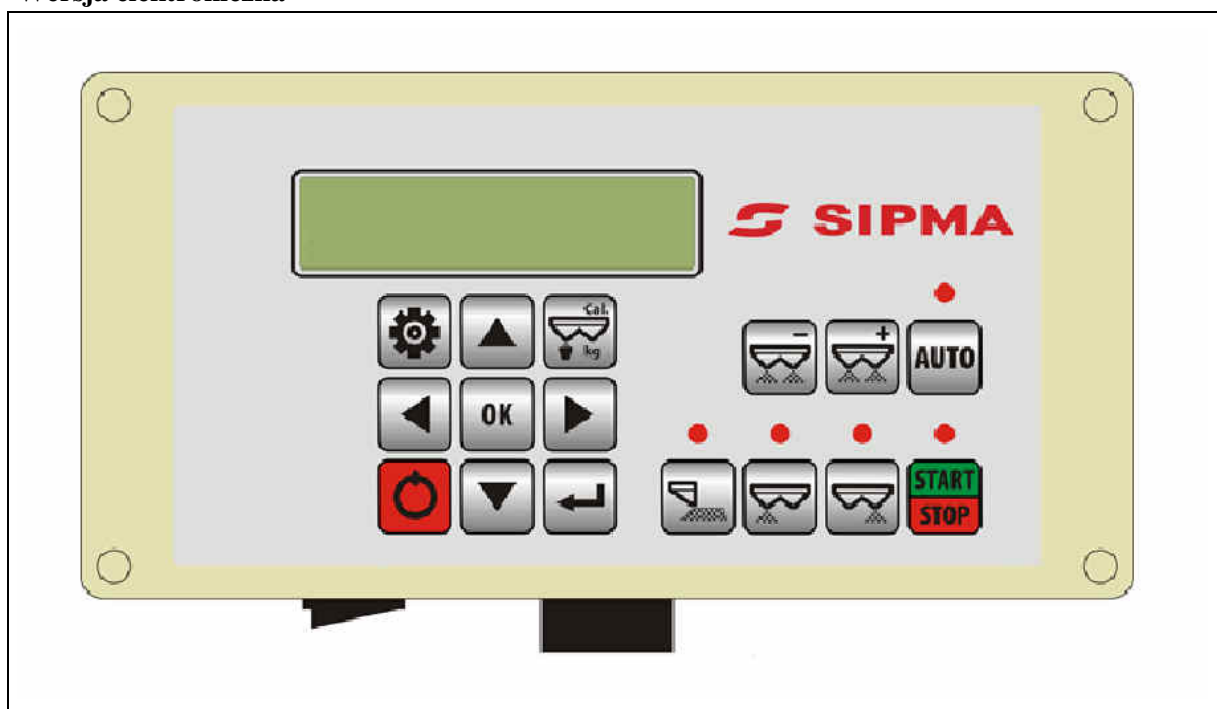 SIPMA
Cal.
kg
-
+
AUTO
OK
START
STOP